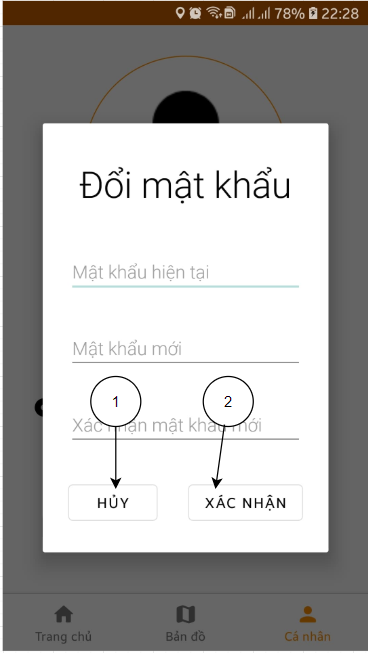 78% 22:28
Đổi mật khẩu
Mật khẩu hiện tại
Mật khẩu mới
1 2
Xác nhận mật khẩu mới
HỦY XÁC NHẬN
Trang chủ Bản đồ Cá nhân